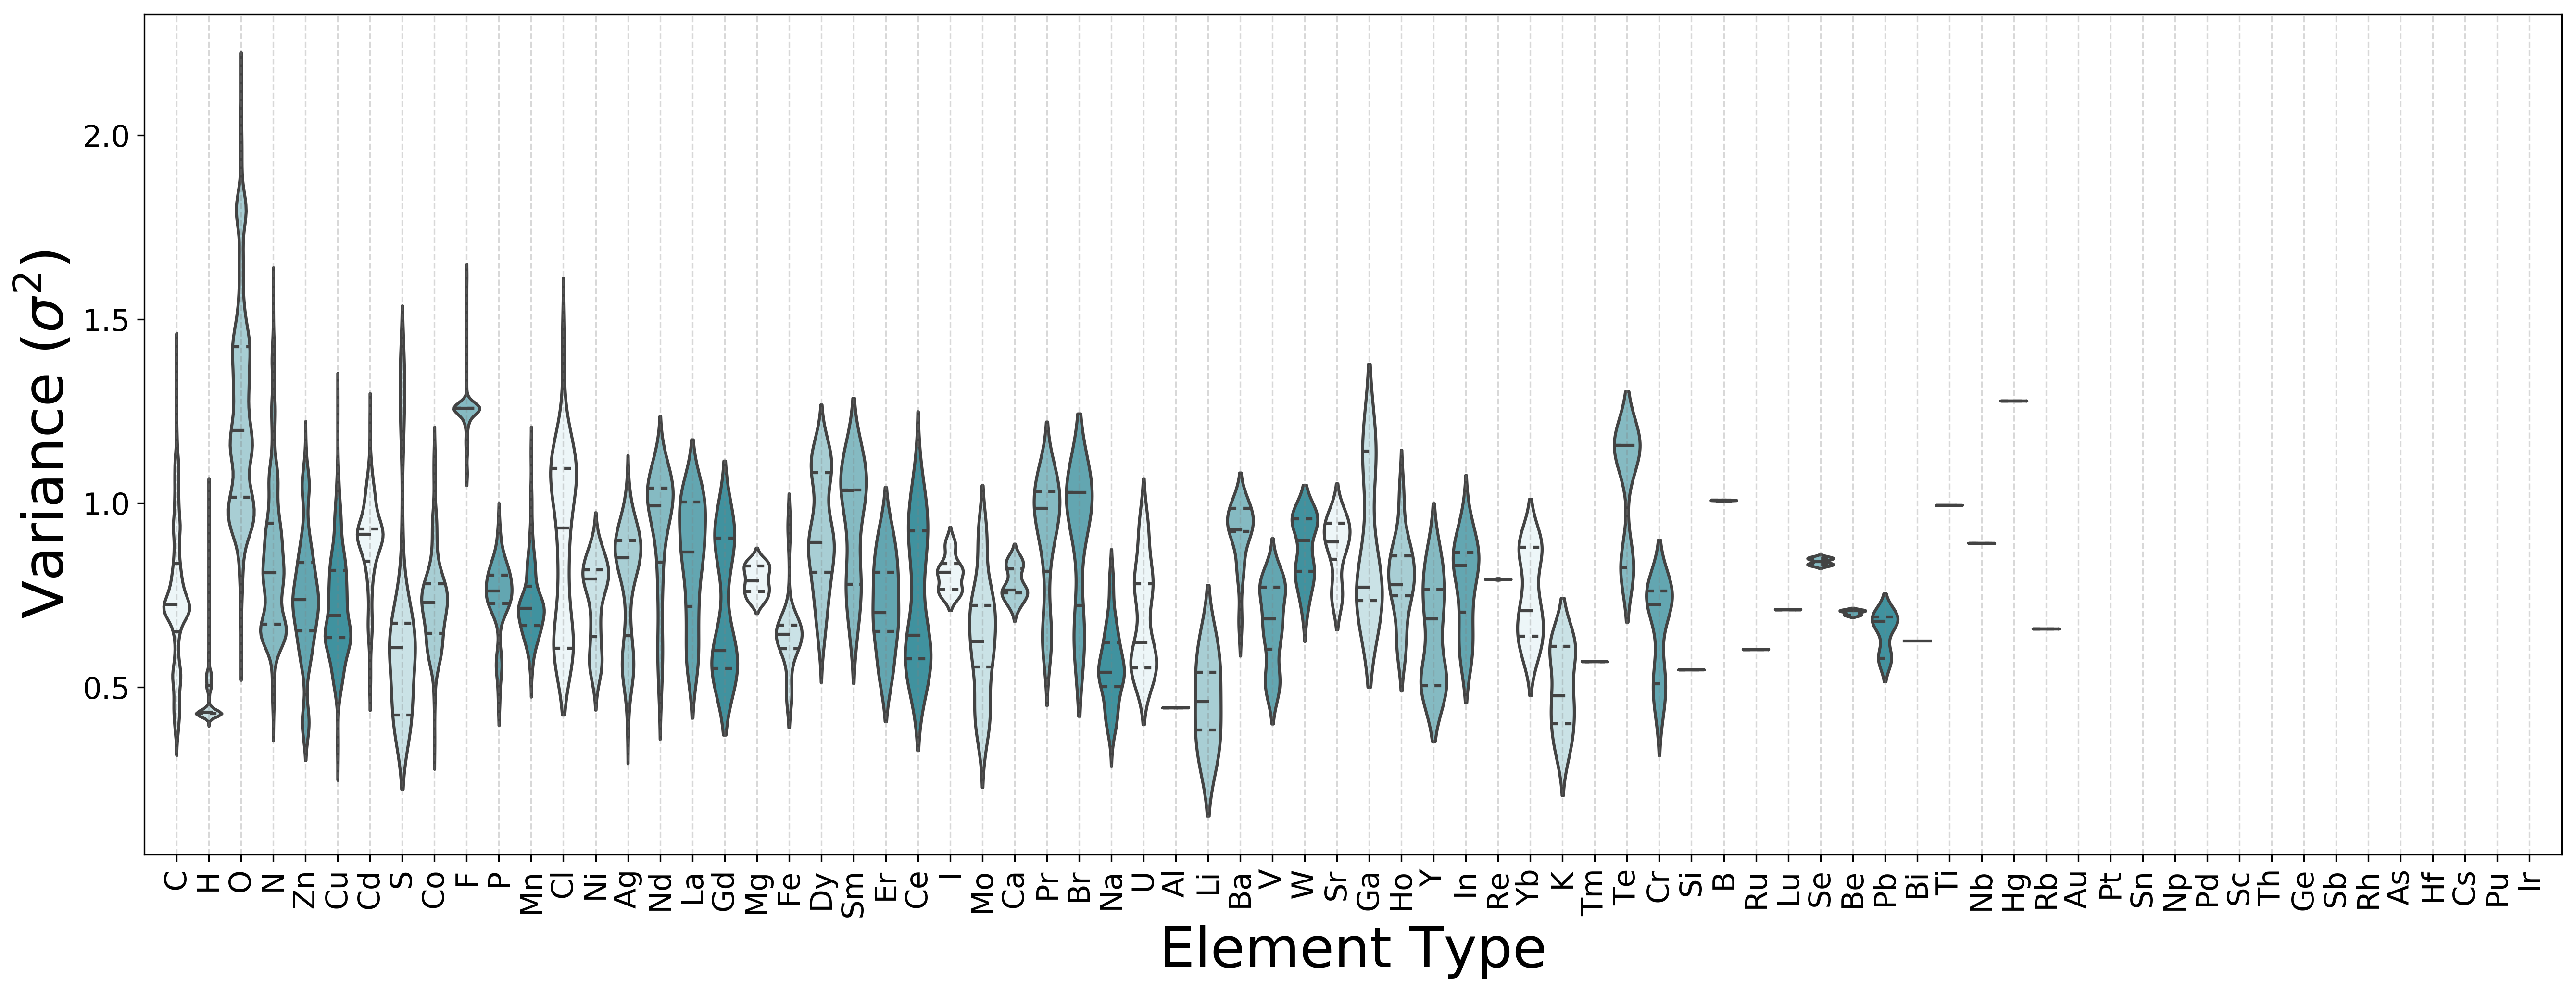 Variance (σ²)
2.0
1.5
1.0
0.5
C H O N Zn Cu Cd S Co F P Mn Cl Ni Ag Nd La Gd Mg Fe Dy Sm Er Ce I Mo Ca Pr Br Na U Al Li Ba V W Sr Ga Ho Y In Re Yb K Tm Te Cr Si B Ru Lu Se Be Pb Bi Ti Nb Hg Rb Au Pt Sn Np Pd Sc Th Ge Sb Rh As Hf Cs Pu Ir
Element Type